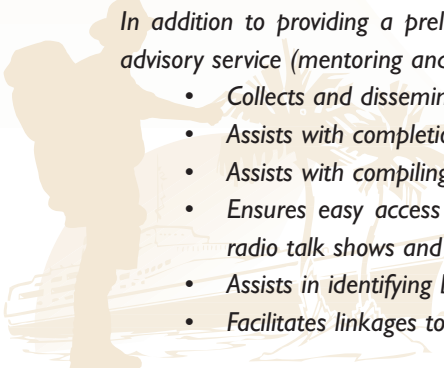 In addition to providing a prel
advisory service (mentoring and
• Collects and dissemin
• Assists with completio
• Assists with compiling
• Ensures easy access
radio talk shows and
• Assists in identifying
• Facilitates linkages to